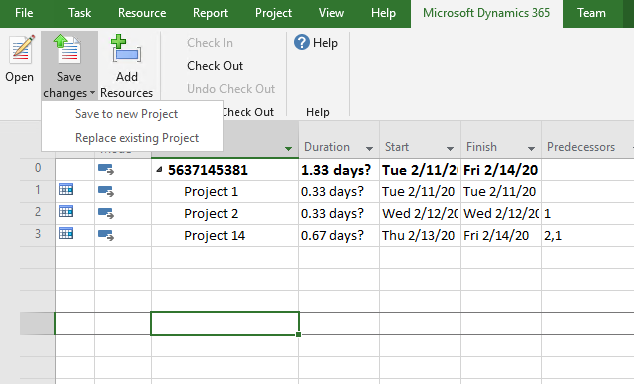 File Task Resource Report Project View Help Microsoft Dynamics 365 Team
Open Save changes Add Resources Check In Help
Check Out
Undo Check Out
Save to new Project Check Out Help
Replace existing Project
Duration Start Finish Predecessors
0 5637145381 1.33 days? Tue 2/11/20 Fri 2/14/20
1 Project 1 0.33 days? Tue 2/11/20 Tue 2/11/20
2 Project 2 0.33 days? Wed 2/12/20 Wed 2/12/20 1
3 Project 14 0.67 days? Thu 2/13/20 Fri 2/14/20 2,1